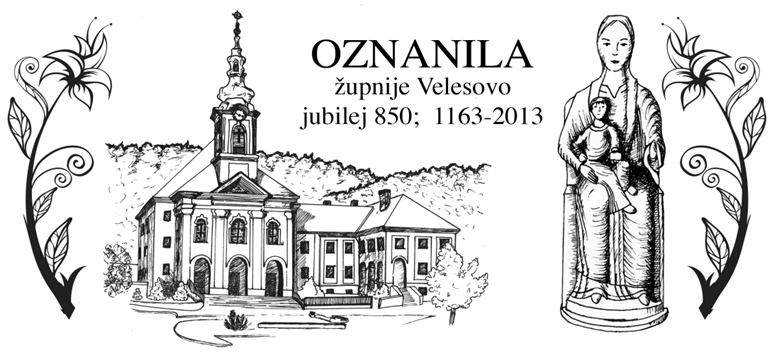 OZNANILA
župnije Velesovo
jubilej 850;  1163-2013